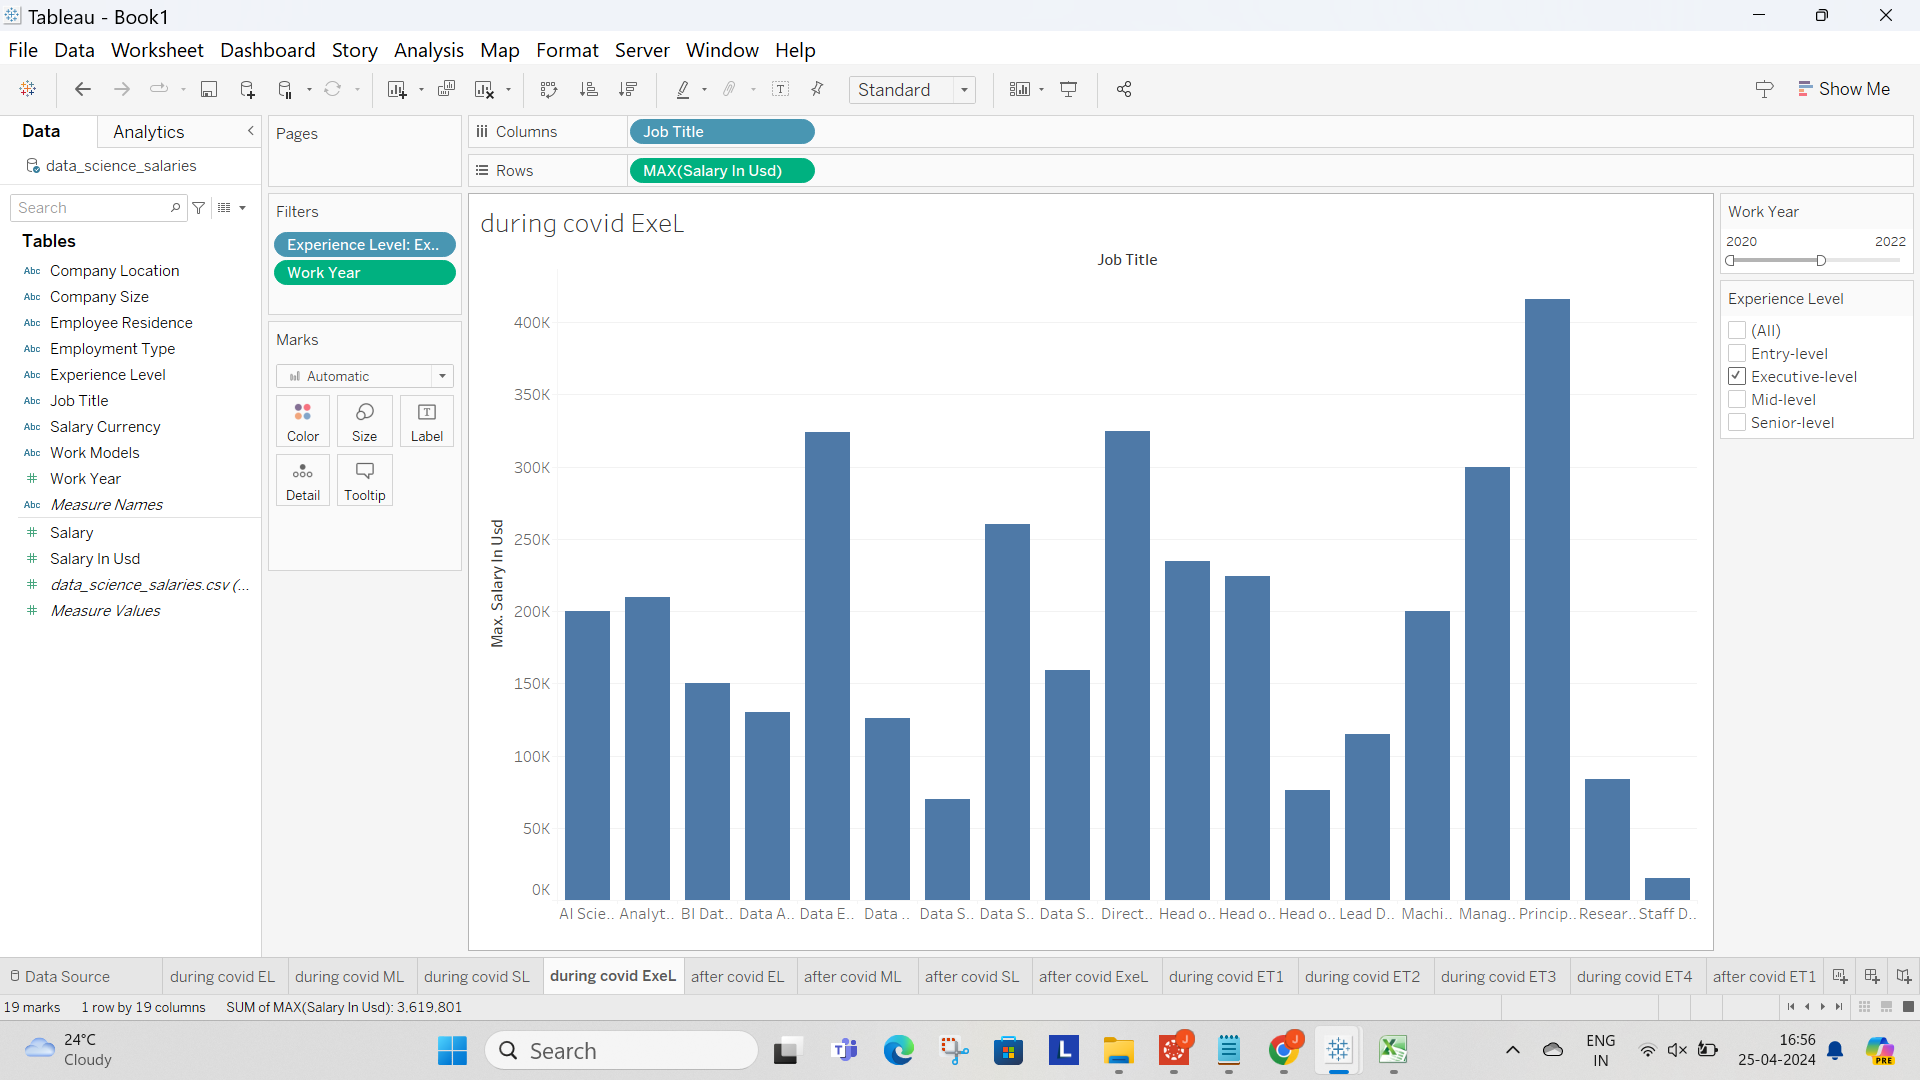 Tableau - Book1
File Data Worksheet Dashboard Story Analysis Map Format Server Window Help
Standard
Show Me
Data Analytics
data_science_salaries
Search
Tables
Abc Company Location
Abc Company Size
Abc Employee Residence
Abc Employment Type
Abc Experience Level
Abc Job Title
Abc Salary Currency
Abc Work Models
# Work Year
Abc Measure Names
# Salary
# Salary In Usd
# data_science_salaries.csv (...
# Measure Values
Pages
Filters
Experience Level: Ex..
Work Year
Marks
Automatic
Color Size Label
Detail Tooltip
Columns Job Title
Rows MAX(Salary In Usd)
during covid ExeL
Job Title
Max. Salary In Usd
400K
350K
300K
250K
200K
150K
100K
50K
0K
AI Scie.. Analyt.. BI Dat.. Data A.. Data E.. Data .. Data S.. Data S.. Data S.. Direct.. Head o.. Head o.. Head o.. Lead D.. Machi.. Manag.. Princip.. Resear.. Staff D..
Work Year
2020 2022
Experience Level
(All)
Entry-level
Executive-level
Mid-level
Senior-level
Data Source during covid EL during covid ML during covid SL during covid ExeL after covid EL after covid ML after covid SL after covid ExeL during covid ET1 during covid ET2 during covid ET3 during covid ET4 after covid ET1
19 marks 1 row by 19 columns SUM of MAX(Salary In Usd): 3,619,801
24°C
Cloudy
Search
L
J
J
ENG
IN
16:56
25-04-2024
PRE